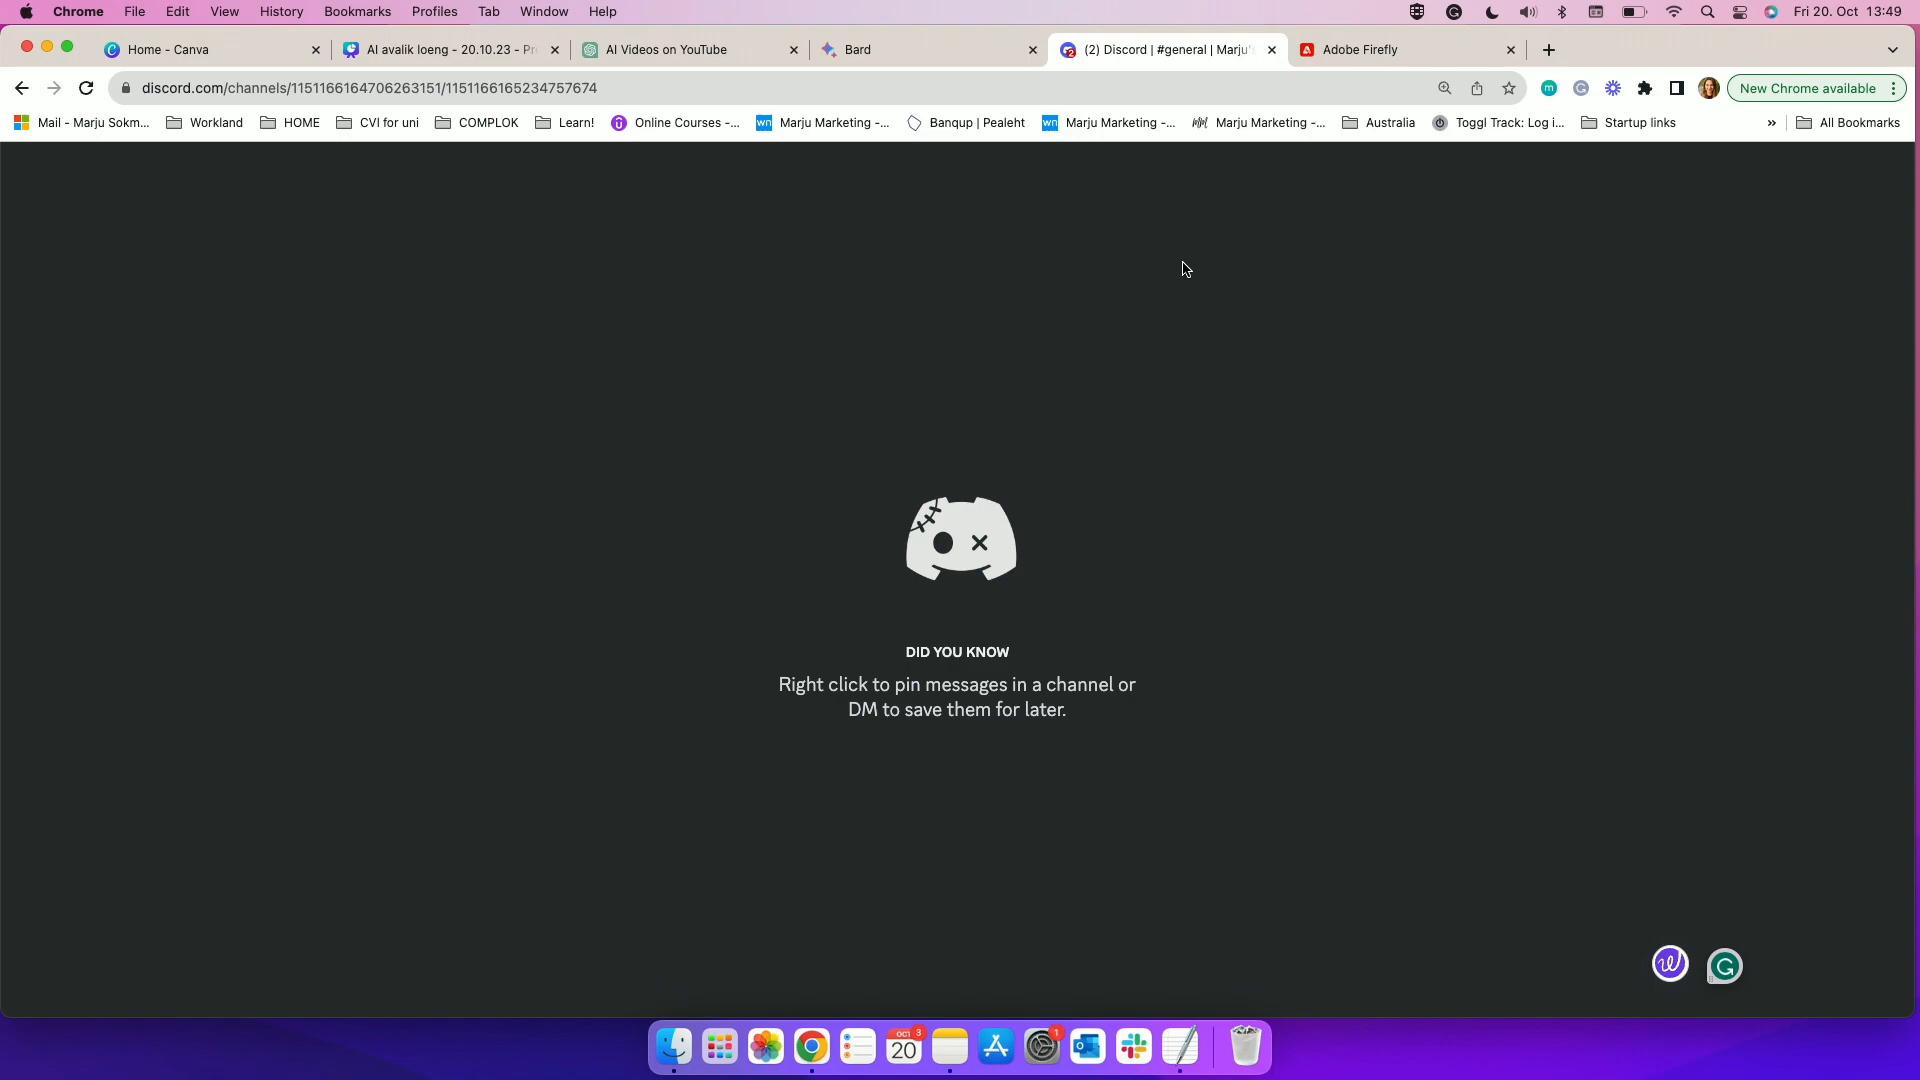 Chrome File Edit View History Bookmarks Profiles Tab Window Help Fri 20. Oct 13:49
Home - Canva AI avalik loeng - 20.10.23 - Pr AI Videos on YouTube Bard (2) Discord | #general | Marju' Adobe Firefly
discord.com/channels/1151166164706263151/1151166165234757674 New Chrome available
Mail - Marju Sokm... Workland HOME CVI for uni COMPLOK Learn! Online Courses -... Marju Marketing -... Banqup | Pealeht Marju Marketing -... Marju Marketing -... Australia Toggl Track: Log i... Startup links » All Bookmarks
DID YOU KNOW
Right click to pin messages in a channel or
DM to save them for later.
OCT 3 1
20